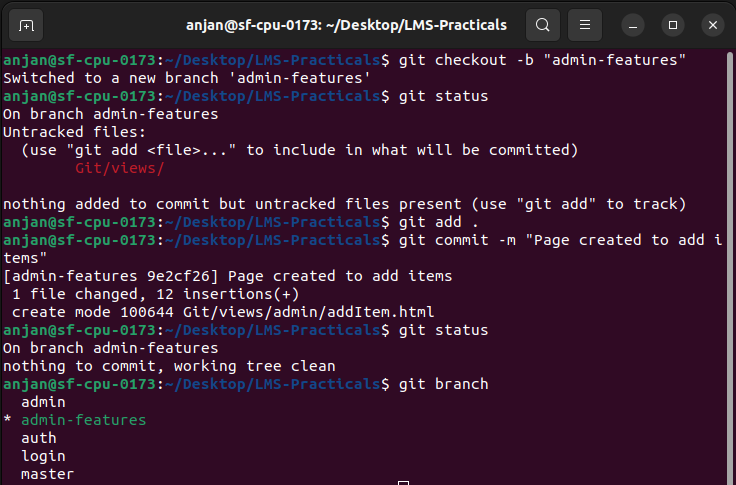 anjan@sf-cpu-0173: ~/Desktop/LMS-Practicals
anjan@sf-cpu-0173:~/Desktop/LMS-Practicals$ git checkout -b "admin-features"
Switched to a new branch 'admin-features'
anjan@sf-cpu-0173:~/Desktop/LMS-Practicals$ git status
On branch admin-features
Untracked files:
  (use "git add <file>..." to include in what will be committed)
        Git/views/

nothing added to commit but untracked files present (use "git add" to track)
anjan@sf-cpu-0173:~/Desktop/LMS-Practicals$ git add .
anjan@sf-cpu-0173:~/Desktop/LMS-Practicals$ git commit -m "Page created to add i
tems"
[admin-features 9e2cf26] Page created to add items
 1 file changed, 12 insertions(+)
 create mode 100644 Git/views/admin/addItem.html
anjan@sf-cpu-0173:~/Desktop/LMS-Practicals$ git status
On branch admin-features
nothing to commit, working tree clean
anjan@sf-cpu-0173:~/Desktop/LMS-Practicals$ git branch
  admin
* admin-features
  auth
  login
  master